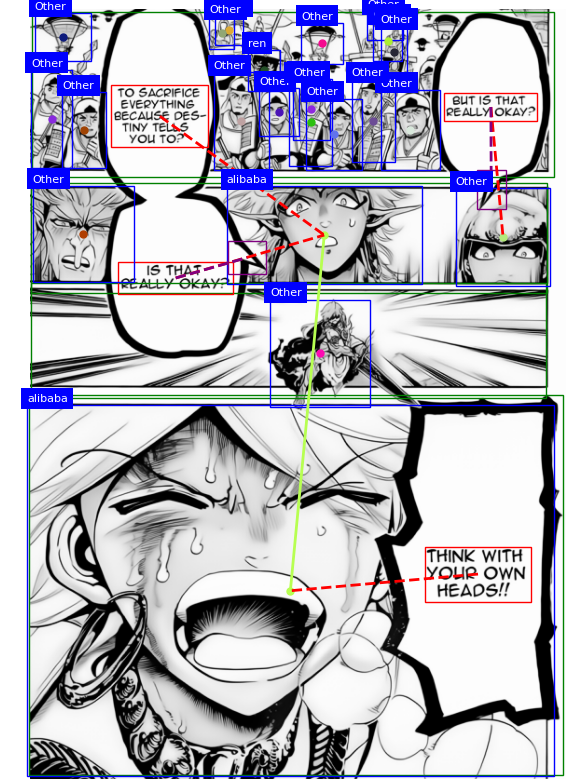 Other
Other
Other
Other
Other
ren
Other
Other
Other
Other
Other
Other
Other
Other
TO SACRIFICE
EVERYTHING
BECAUSE DES-
TINY TELLS
YOU TO?
BUT IS THAT
REALLY OKAY?
Other
alibaba
Other
IS THAT
REALLY OKAY?
Other
alibaba
THINK WITH
YOUR OWN
HEADS!!